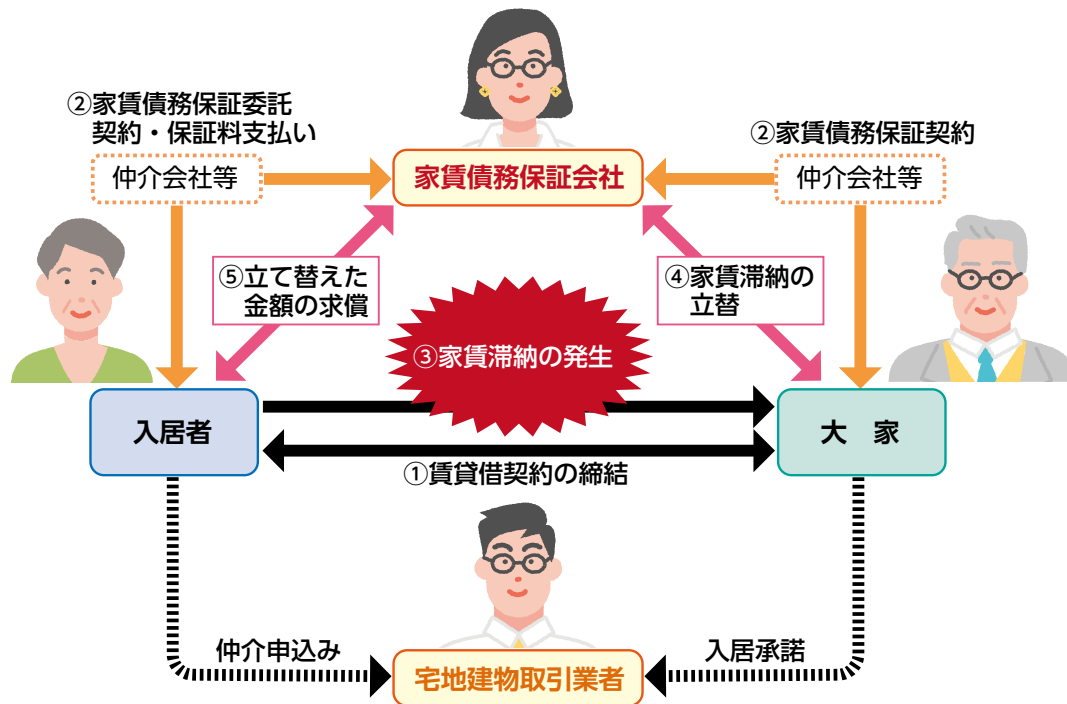 ②家賃債務保証委託
契約・保証料支払い
仲介会社等
家賃債務保証会社
②家賃債務保証契約
仲介会社等
⑤立て替えた
金額の求償
④家賃滞納の
立替
③家賃滞納の発生
入居者
大　家
①賃貸借契約の締結
仲介申込み
入居承諾
宅地建物取引業者